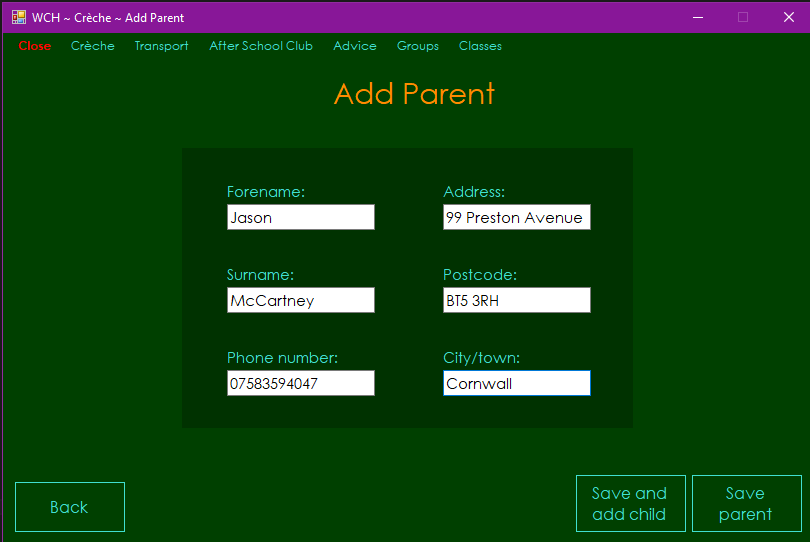 WCH ~ Crèche ~ Add Parent
Close Crèche Transport After School Club Advice Groups Classes
Add Parent
Forename: Address:
Jason 99 Preston Avenue
Surname: Postcode:
McCartney BT5 3RH
Phone number: City/town:
07583594047 Cornwall
Back
Save and
add child
Save
parent